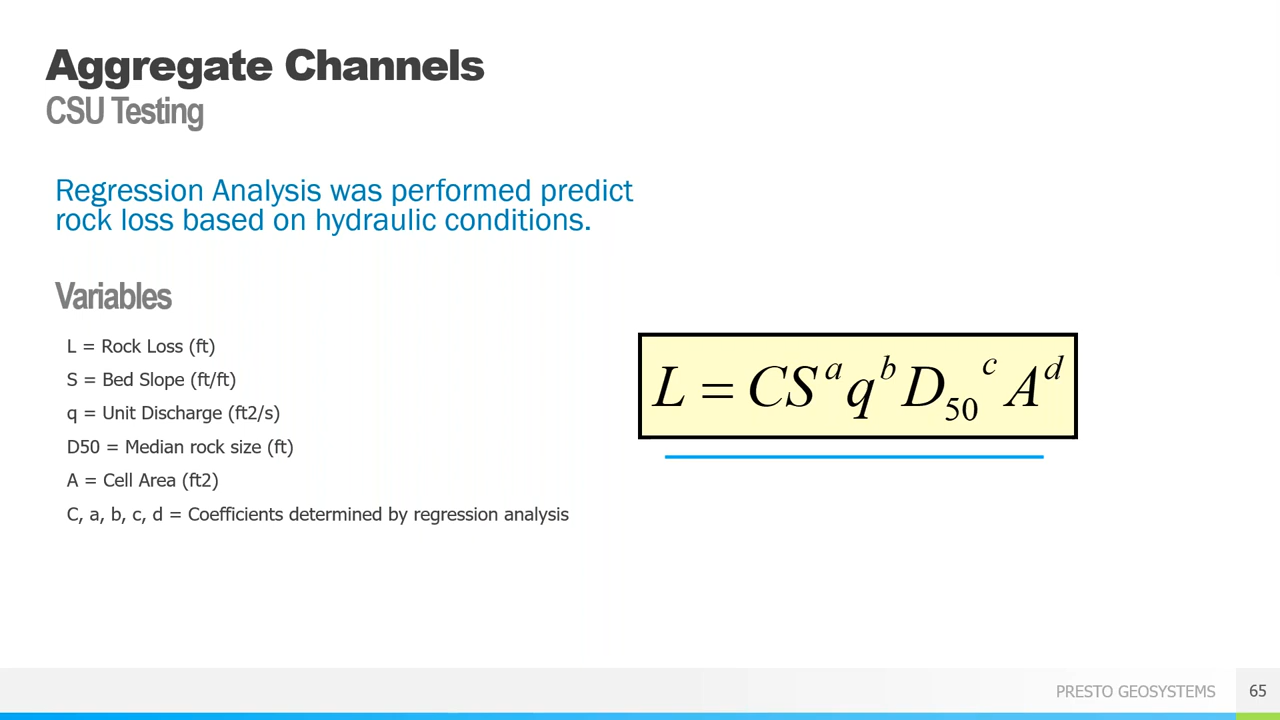 Aggregate Channels
CSU Testing
Regression Analysis was performed predict
rock loss based on hydraulic conditions.
Variables
L = Rock Loss (ft)
S = Bed Slope (ft/ft)
q = Unit Discharge (ft2/s)
D50 = Median rock size (ft)
A = Cell Area (ft2)
C, a, b, c, d = Coefficients determined by regression analysis
L = CS^a q^b D_50^c A^d
PRESTO GEOSYSTEMS 65